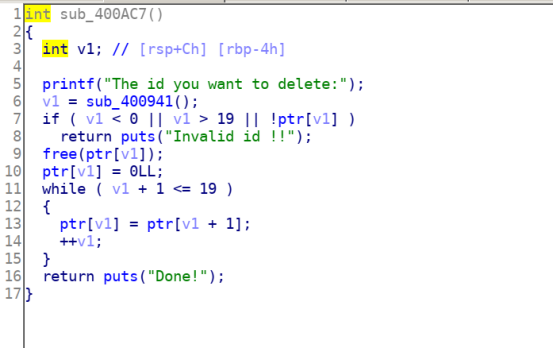 1 int sub_400AC7()
2 {
3 int v1; // [rsp+Ch] [rbp-4h]
4
5 printf("The id you want to delete:");
6 v1 = sub_400941();
7 if ( v1 < 0 || v1 > 19 || !ptr[v1] )
8 return puts("Invalid id !!");
9 free(ptr[v1]);
10 ptr[v1] = 0LL;
11 while ( v1 + 1 <= 19 )
12 {
13 ptr[v1] = ptr[v1 + 1];
14 ++v1;
15 }
16 return puts("Done!");
17 }